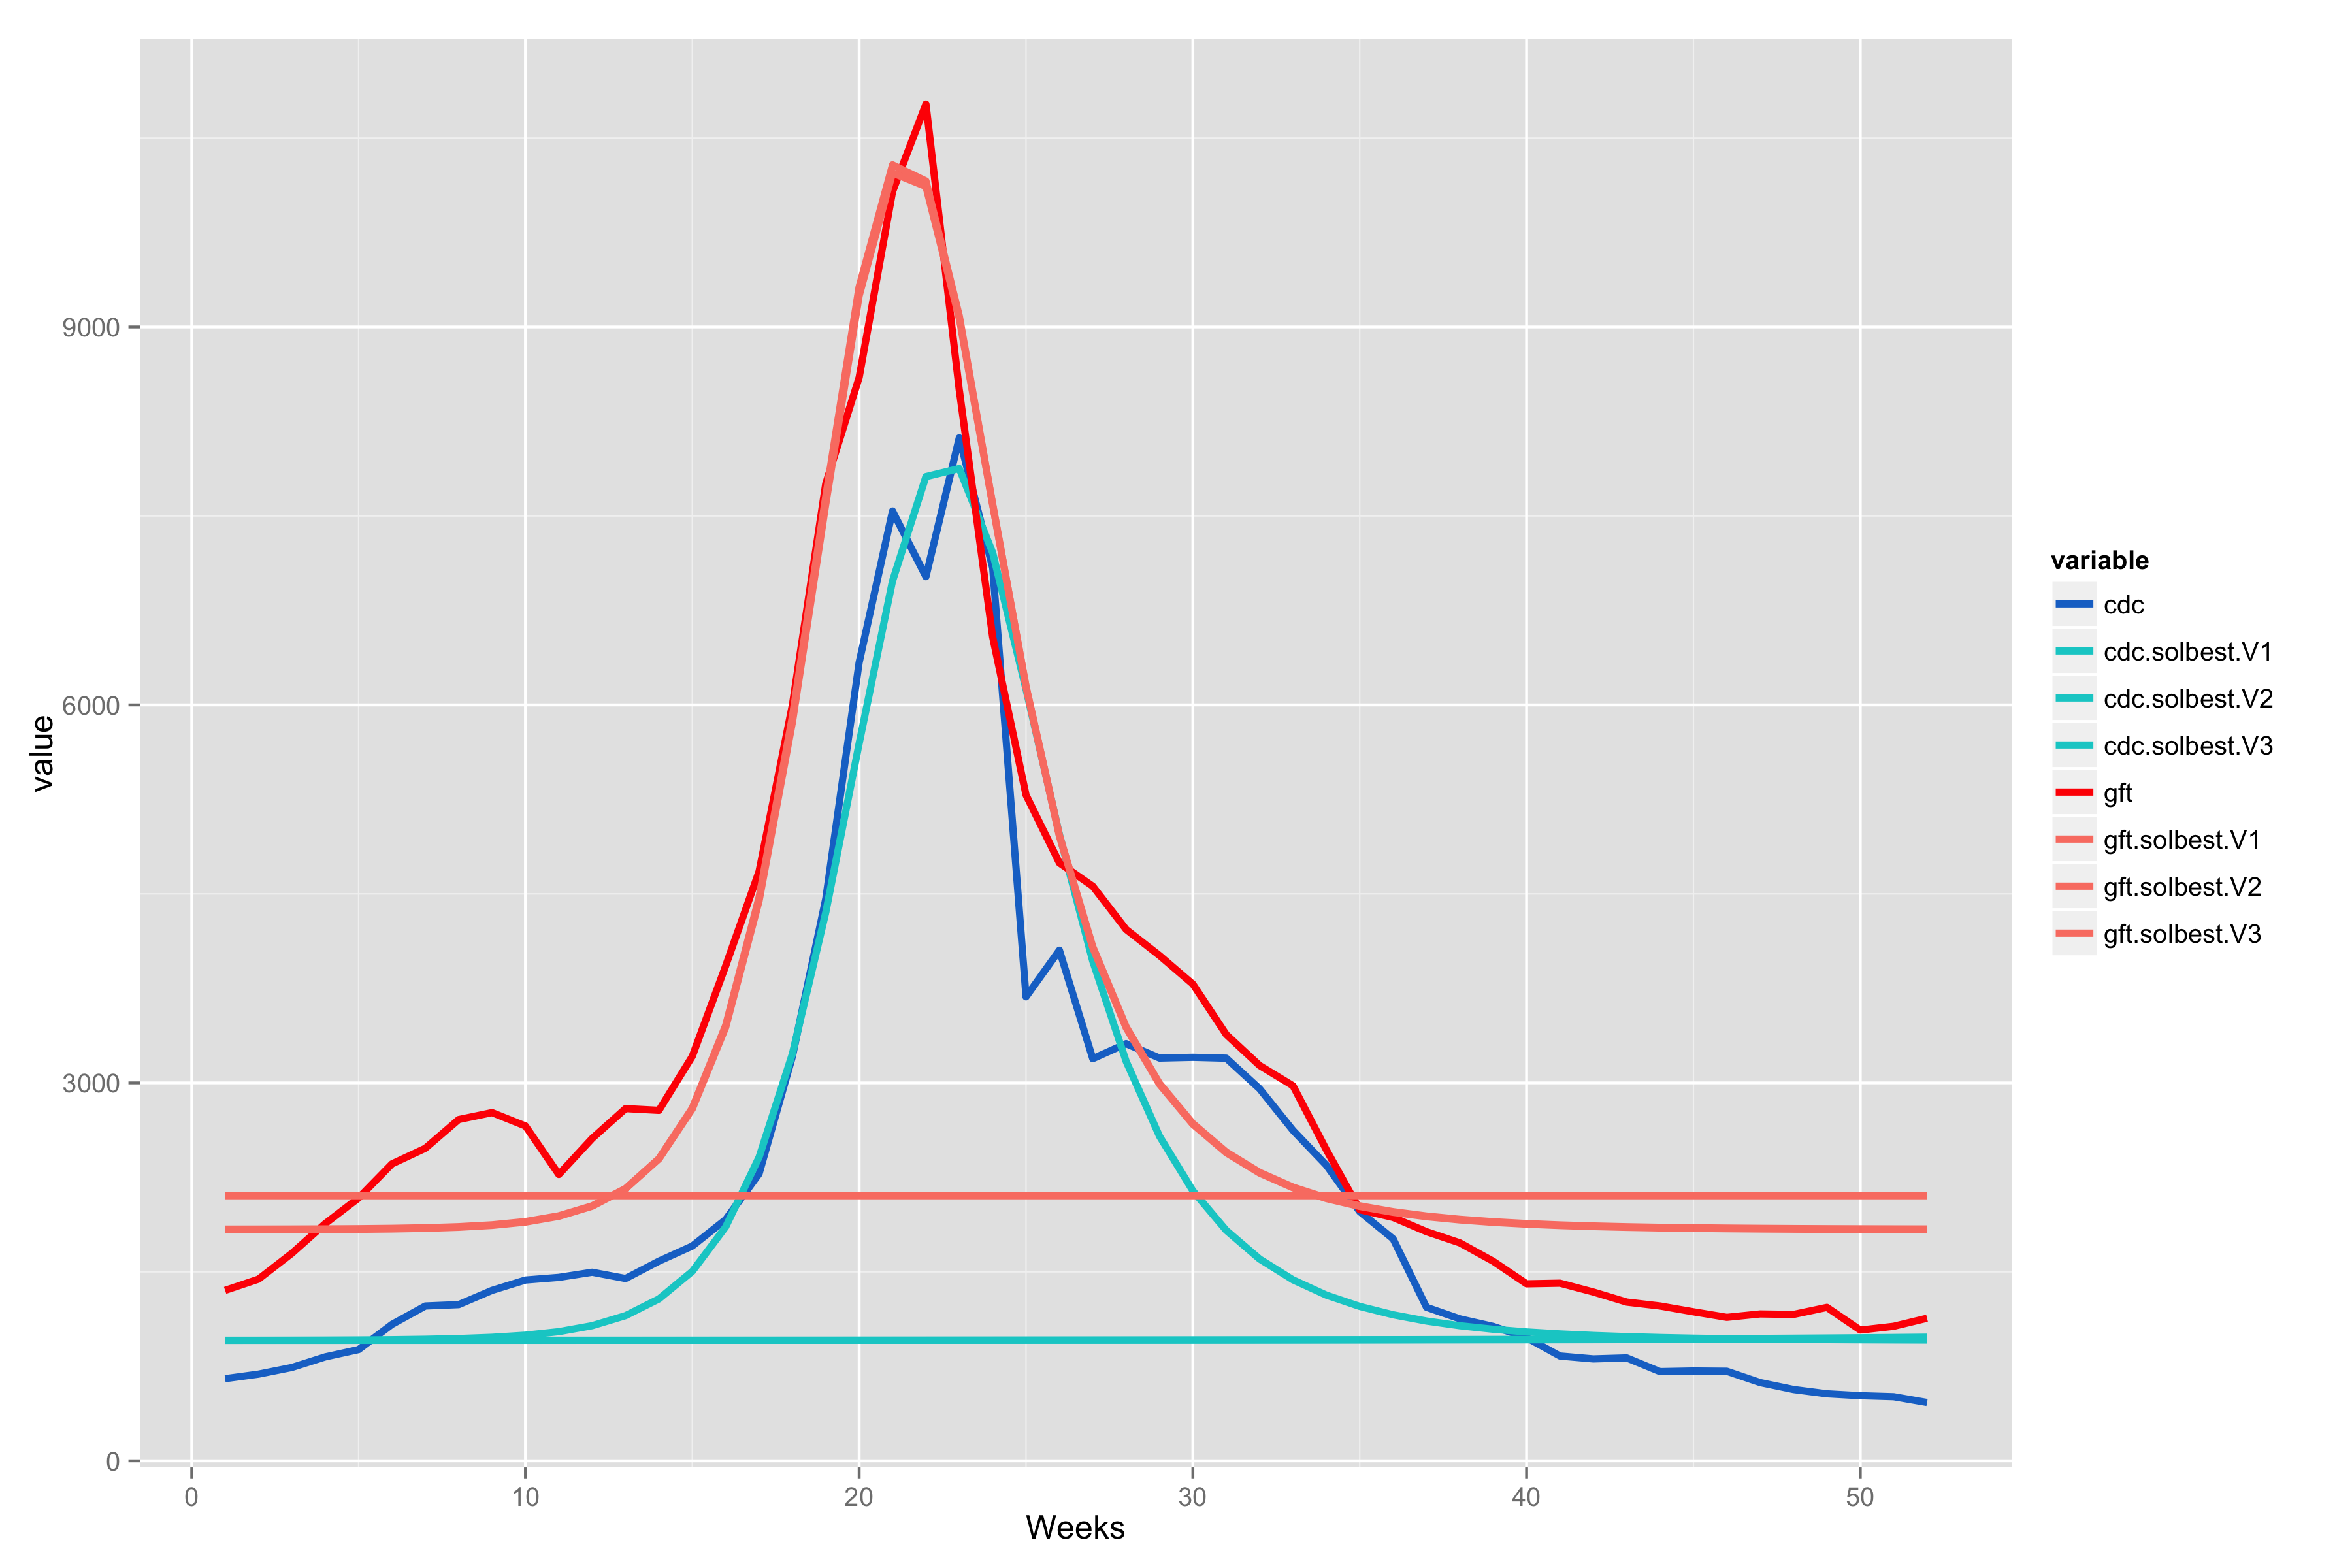 9000
6000
3000
0
value
0 10 20 30 40 50
Weeks
variable
cdc
cdc.solbest.V1
cdc.solbest.V2
cdc.solbest.V3
gft
gft.solbest.V1
gft.solbest.V2
gft.solbest.V3